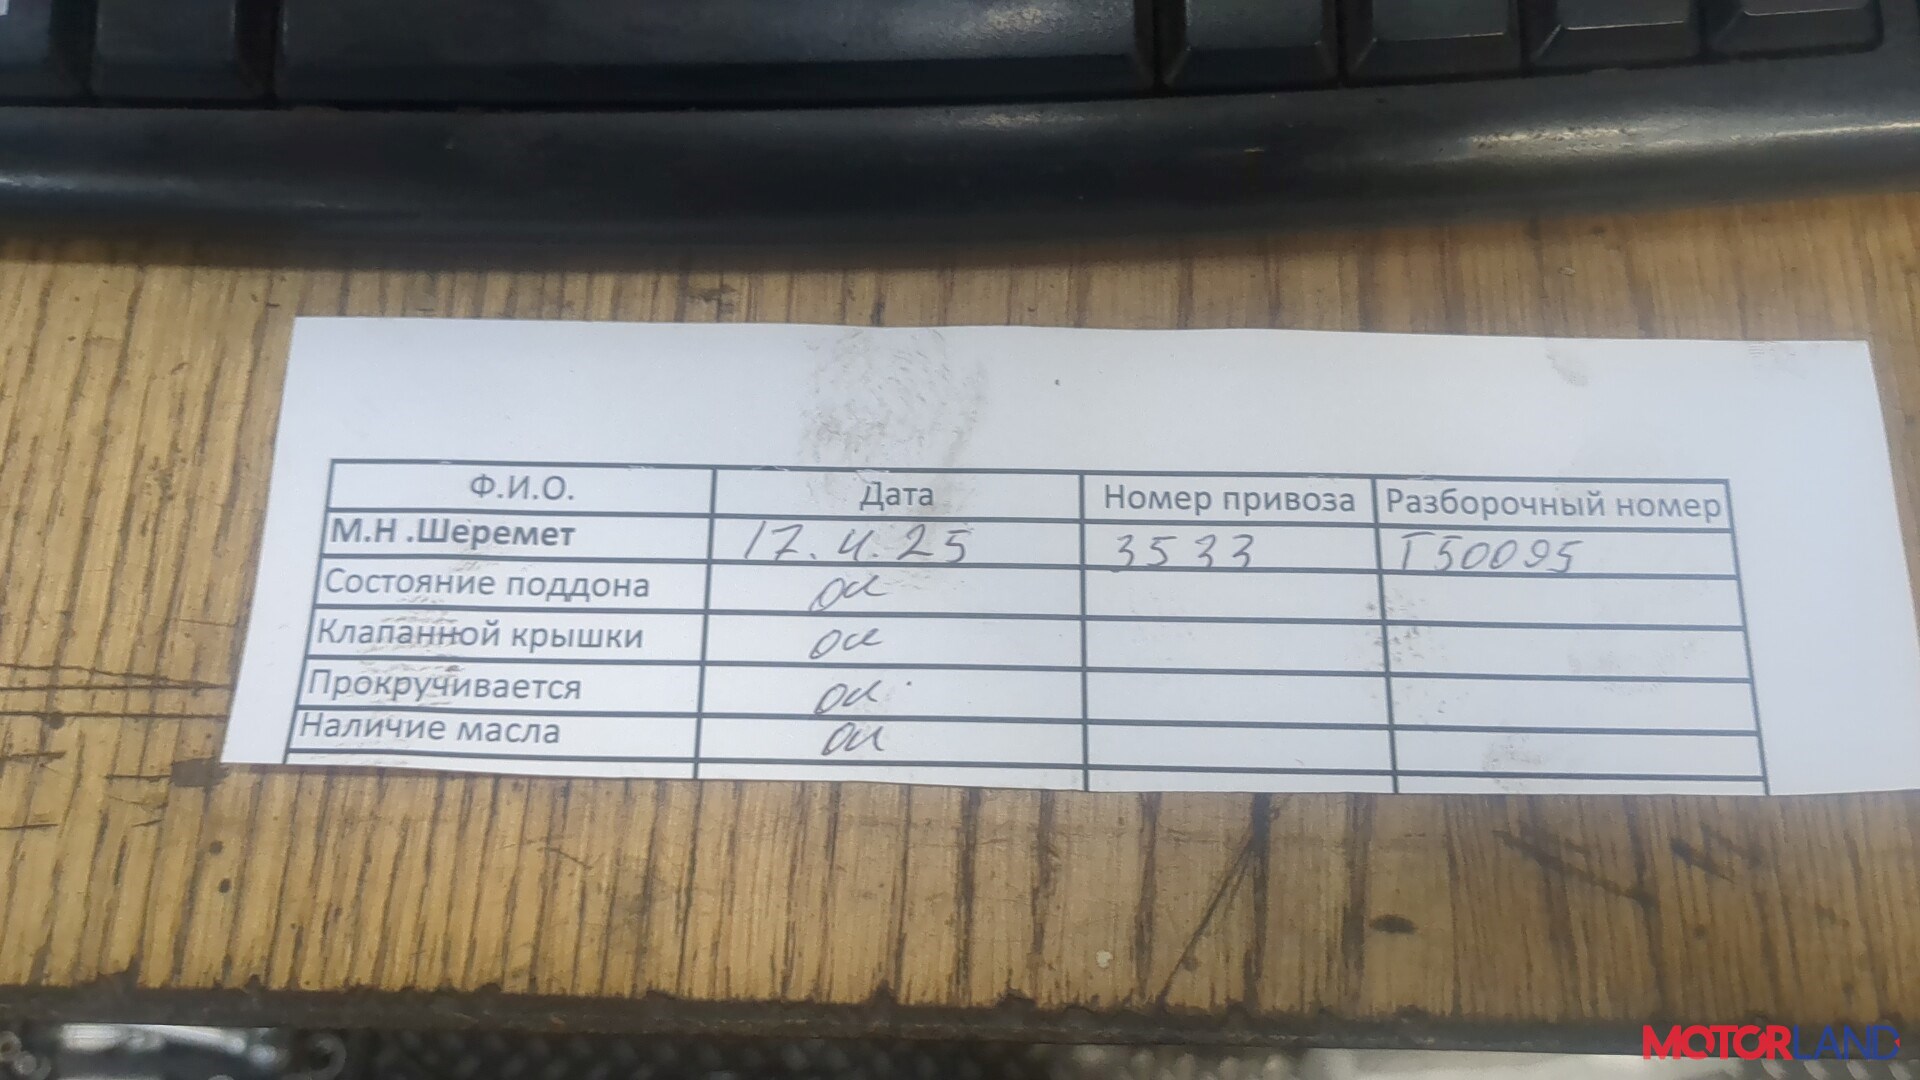 Ф.И.О. Дата Номер привоза Разборочный номер
М.Н .Шеремет 17.4.25 3533 Т50095
Состояние поддона ок
Клапанной крышки ок
Прокручивается ок
Наличие масла ок
MOTORLAND